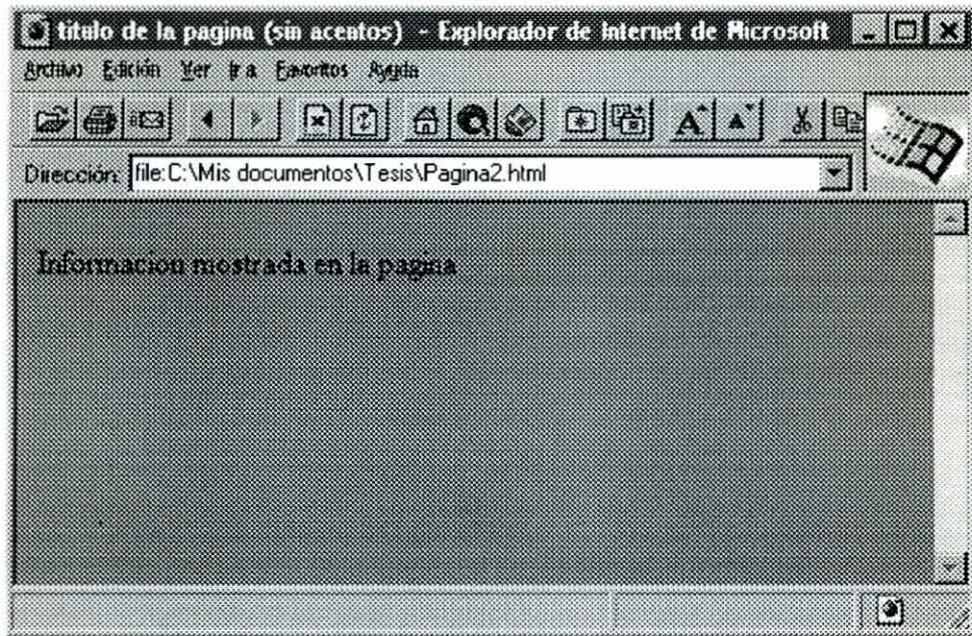 titulo de la pagina (sin acentos) - Explorador de internet de Microsoft
Archivo Edición Ver Ir a Favoritos Ayuda
A A
Dirección: file:C:\Mis documentos\Tesis\Pagina2.html
Informacion mostrada en la pagina